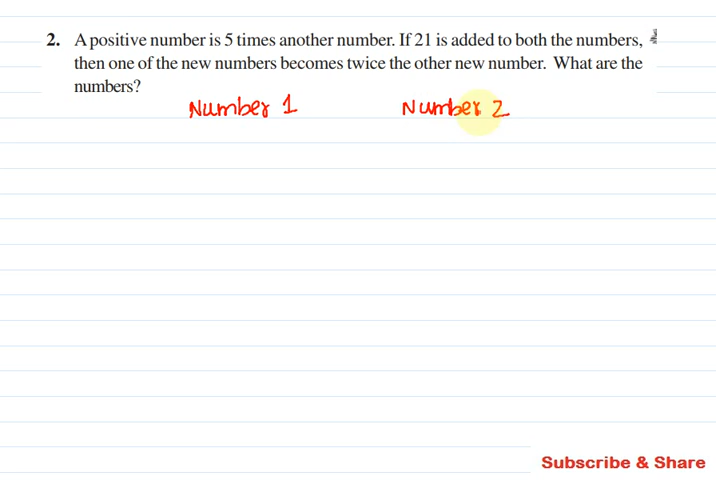 2. A positive number is 5 times another number. If 21 is added to both the numbers,
then one of the new numbers becomes twice the other new number. What are the
numbers?
Number 1 Number 2
Subscribe & Share